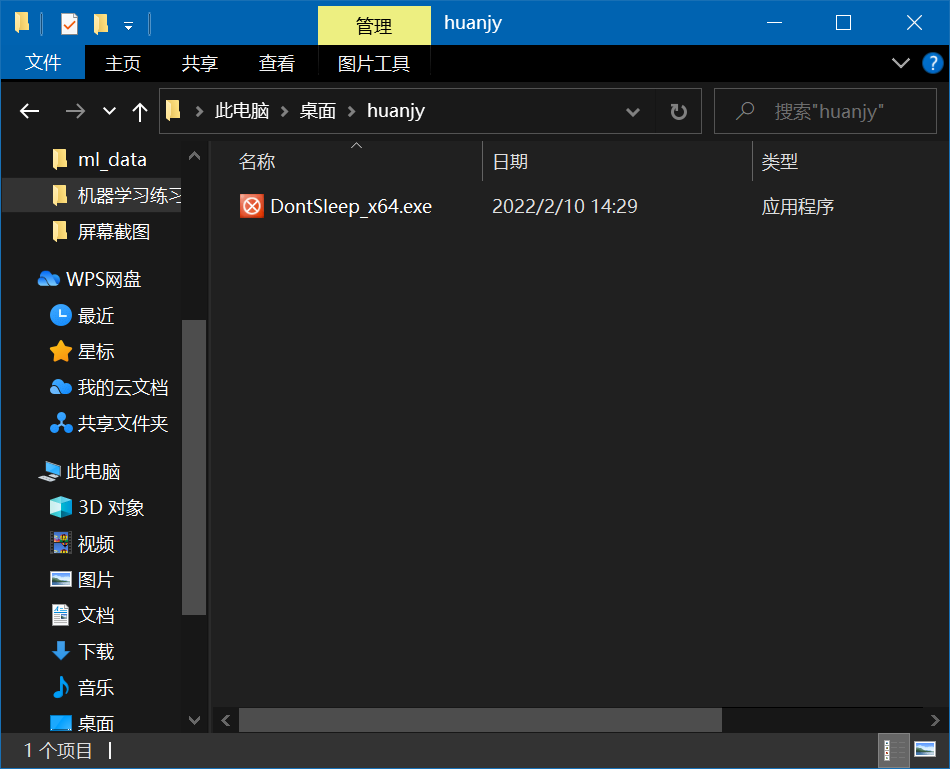 管理
huanjy
文件
主页
共享
查看
图片工具
此电脑
桌面
huanjy
搜索"huanjy"
ml_data
机器学习练习
屏幕截图
WPS网盘
最近
星标
我的云文档
共享文件夹
此电脑
3D 对象
视频
图片
文档
下载
音乐
桌面
名称
日期
类型
DontSleep_x64.exe
2022/2/10 14:29
应用程序
1 个项目